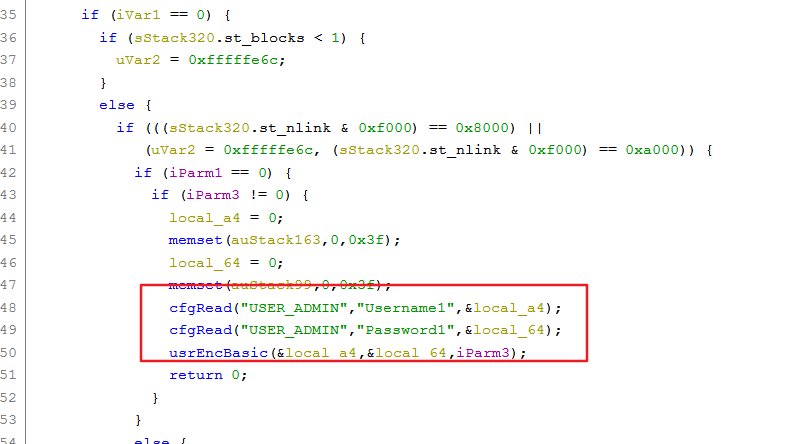 35 if (iVar1 == 0) {
36 if (sStack320.st_blocks < 1) {
37 uVar2 = 0xfffffe6c;
38 }
39 else {
40 if (((sStack320.st_nlink & 0xf000) == 0x8000) ||
41 (uVar2 = 0xfffffe6c, (sStack320.st_nlink & 0xf000) == 0xa000)) {
42 if (iParm1 == 0) {
43 if (iParm3 != 0) {
44 local_a4 = 0;
45 memset(auStack163,0,0x3f);
46 local_64 = 0;
47 memset(auStack99,0,0x3f);
48 cfgRead("USER_ADMIN","Username1",&local_a4);
49 cfgRead("USER_ADMIN","Password1",&local_64);
50 usrEncBasic(&local_a4,&local_64,iParm3);
51 return 0;
52 }
53 }
54 else {